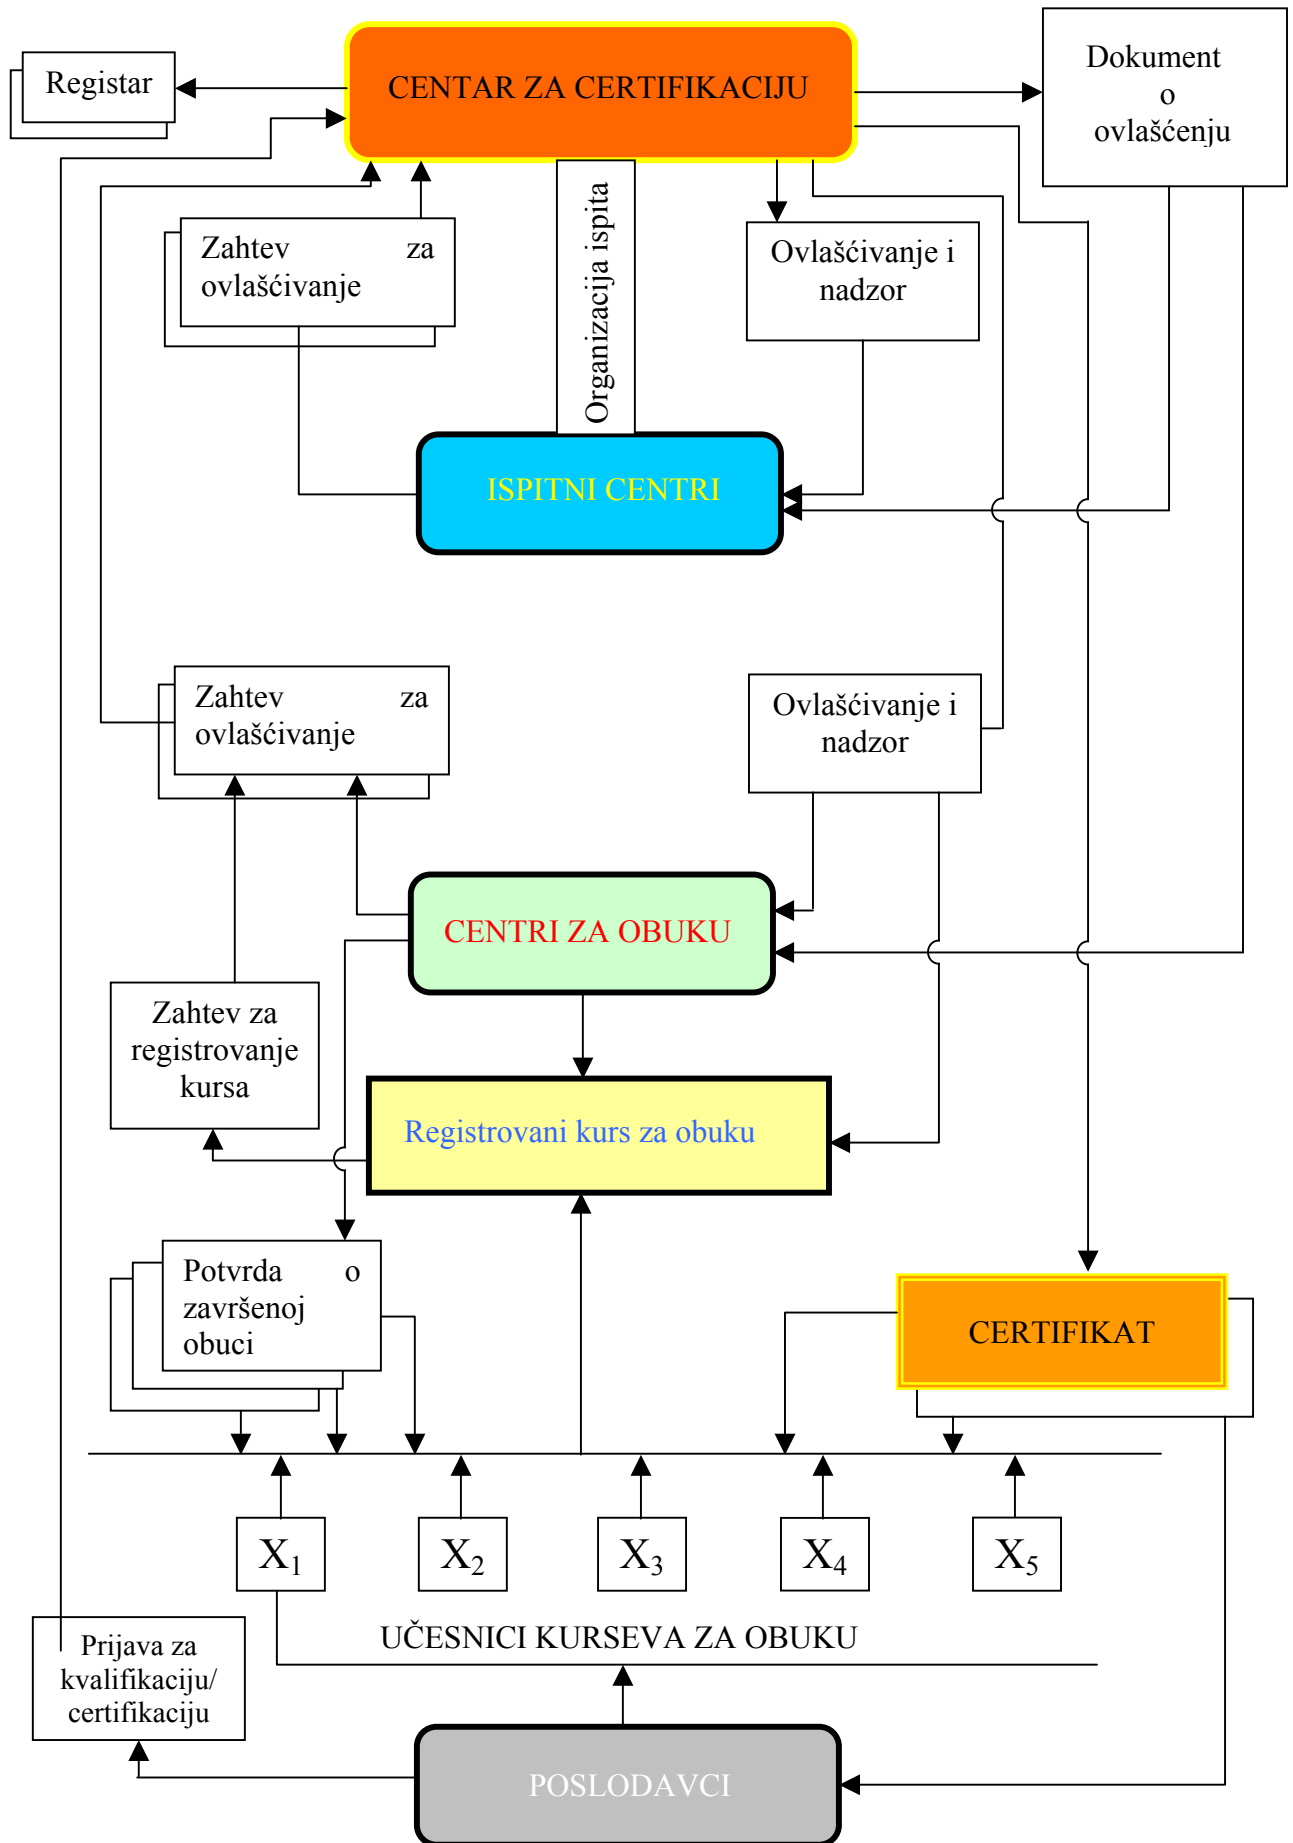 Registar
CENTAR ZA CERTIFIKACIJU
Dokument
o
ovlašćenju
Zahtev za
ovlašćivanje
Organizacija ispita
Ovlašćivanje i
nadzor
ISPITNI CENTRI
Zahtev za
ovlašćivanje
Ovlašćivanje i
nadzor
CENTRI ZA OBUKU
Zahtev za
registrovanje
kursa
Registrovani kurs za obuku
Potvrda o
završenoj
obuci
CERTIFIKAT
X1 X2 X3 X4 X5
UČESNICI KURSEVA ZA OBUKU
Prijava za
kvalifikaciju/
certifikaciju
POSLODAVCI